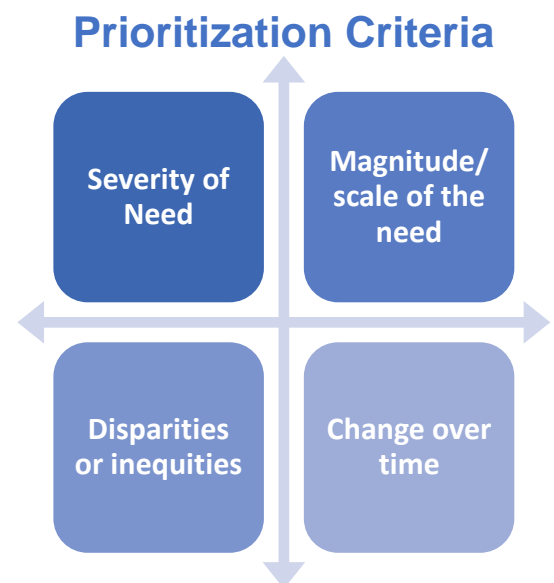 Prioritization Criteria
Severity of
Need
Magnitude/
scale of the
need
Disparities
or inequities
Change over
time